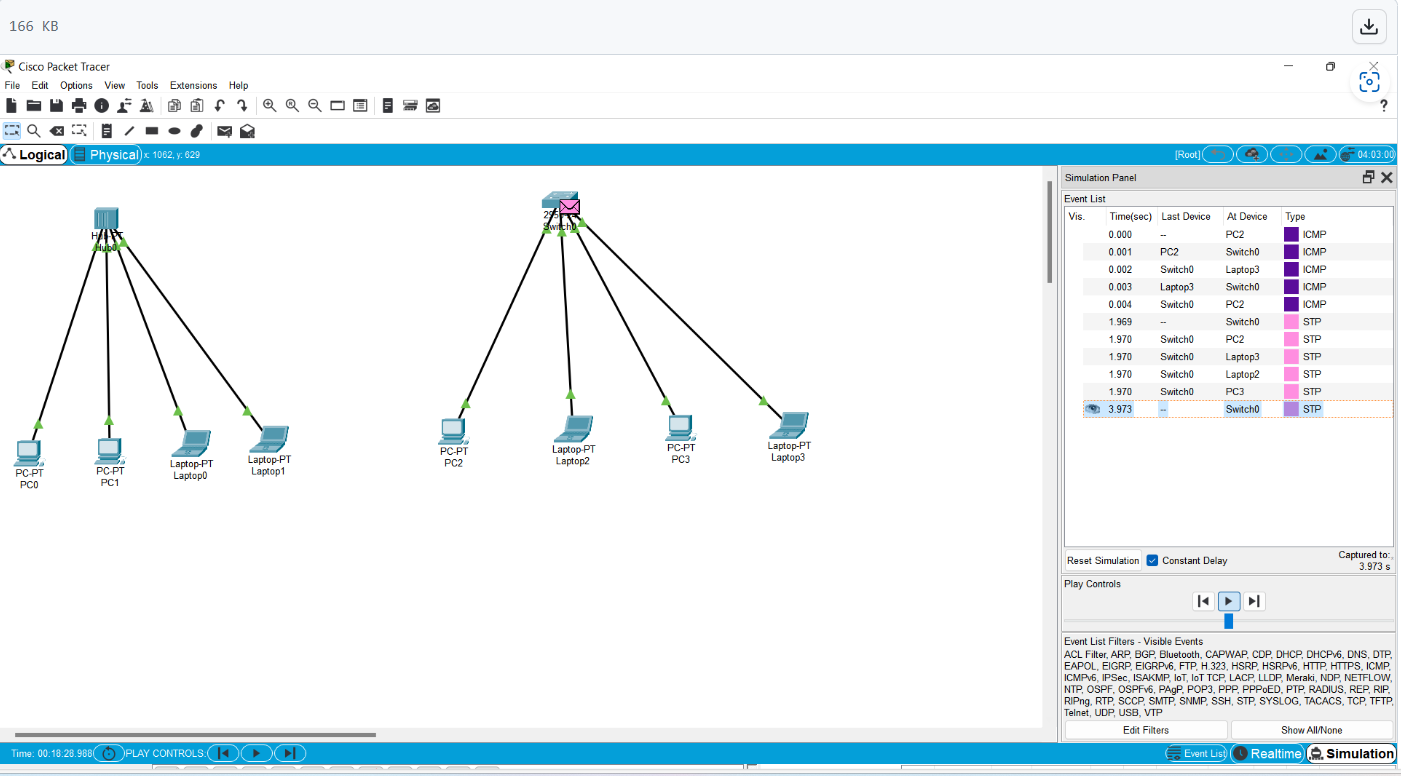 166 KB
Cisco Packet Tracer
File Edit Options View Tools Extensions Help
?
Logical Physical x: 1062, y: 629 [Root] 04:03:00
Simulation Panel
Event List
Vis. Time(sec) Last Device At Device Type
0.000 -- PC2 ICMP
0.001 PC2 Switch0 ICMP
0.002 Switch0 Laptop3 ICMP
0.003 Laptop3 Switch0 ICMP
0.004 Switch0 PC2 ICMP
1.969 -- Switch0 STP
1.970 Switch0 PC2 STP
1.970 Switch0 Laptop3 STP
1.970 Switch0 Laptop2 STP
1.970 Switch0 PC3 STP
3.973 -- Switch0 STP
Hub0
Switch0
PC-PT
PC0
PC-PT
PC1
Laptop-PT
Laptop0
Laptop-PT
Laptop1
PC-PT
PC2
Laptop-PT
Laptop2
PC-PT
PC3
Laptop-PT
Laptop3
Reset Simulation Constant Delay
Captured to:
3.973 s
Play Controls
Event List Filters - Visible Events
ACL Filter, ARP, BGP, Bluetooth, CAPWAP, CDP, DHCP, DHCPv6, DNS, DTP,
EAPOL, EIGRP, EIGRPv6, FTP, H.323, HSRP, HSRPv6, HTTP, HTTPS, ICMP,
ICMPv6, IPSec, ISAKMP, IoT, IoT TCP, LACP, LLDP, Meraki, NDP, NETFLOW,
NTP, OSPF, OSPFv6, PAgP, POP3, PPP, PPPoED, PTP, RADIUS, REP, RIP,
RIPng, RTP, SCCP, SMTP, SNMP, SSH, STP, SYSLOG, TACACS, TCP, TFTP,
Telnet, UDP, USB, VTP
Edit Filters Show All/None
Time: 00:18:28.988 PLAY CONTROLS: Event List Realtime Simulation